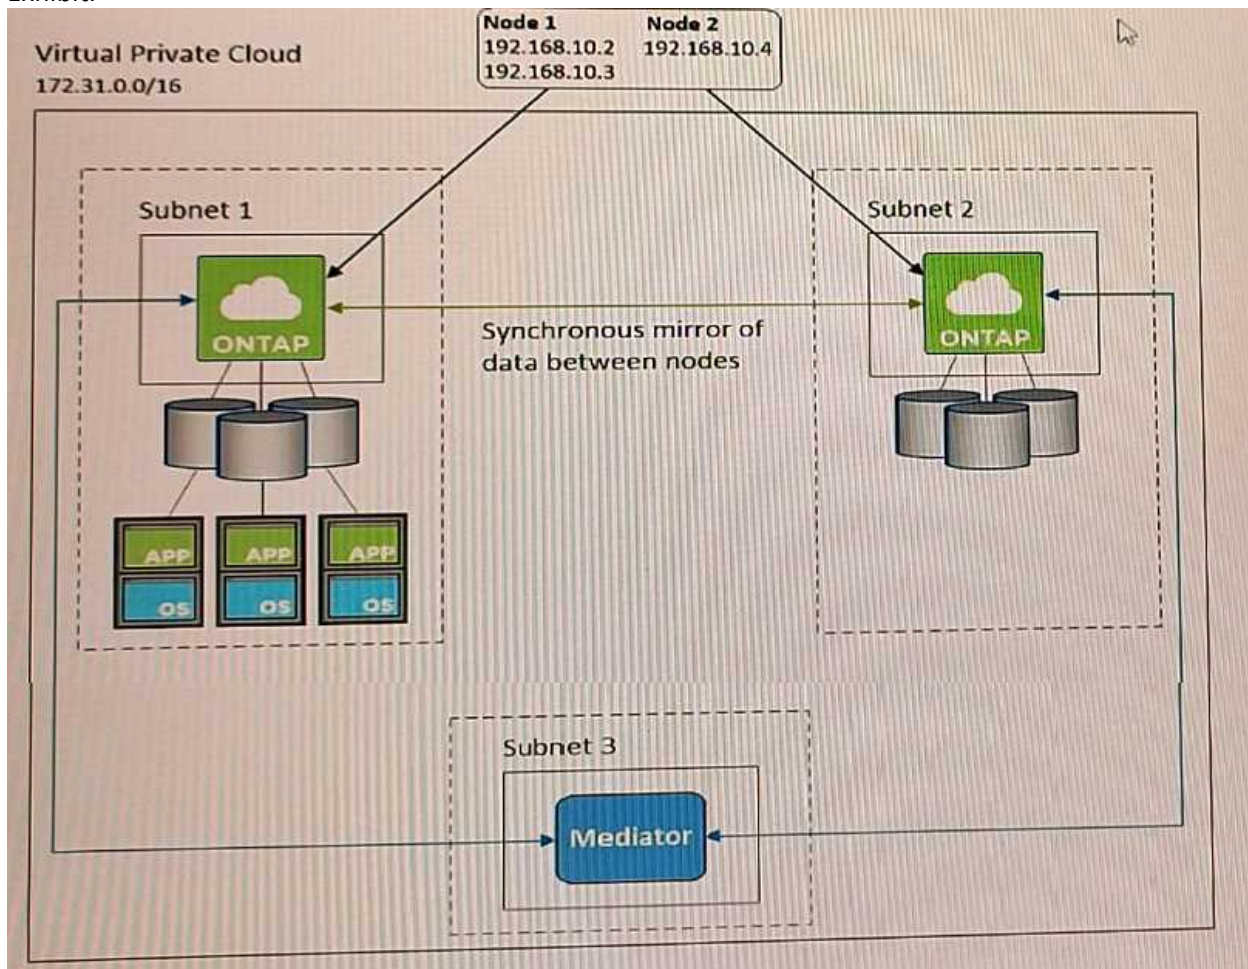 Virtual Private Cloud
172.31.0.0/16
Node 1 Node 2
192.168.10.2 192.168.10.4
192.168.10.3
Subnet 1
Subnet 2
ONTAP
ONTAP
Synchronous mirror of
data between nodes
APP APP APP
OS OS OS
Subnet 3
Mediator